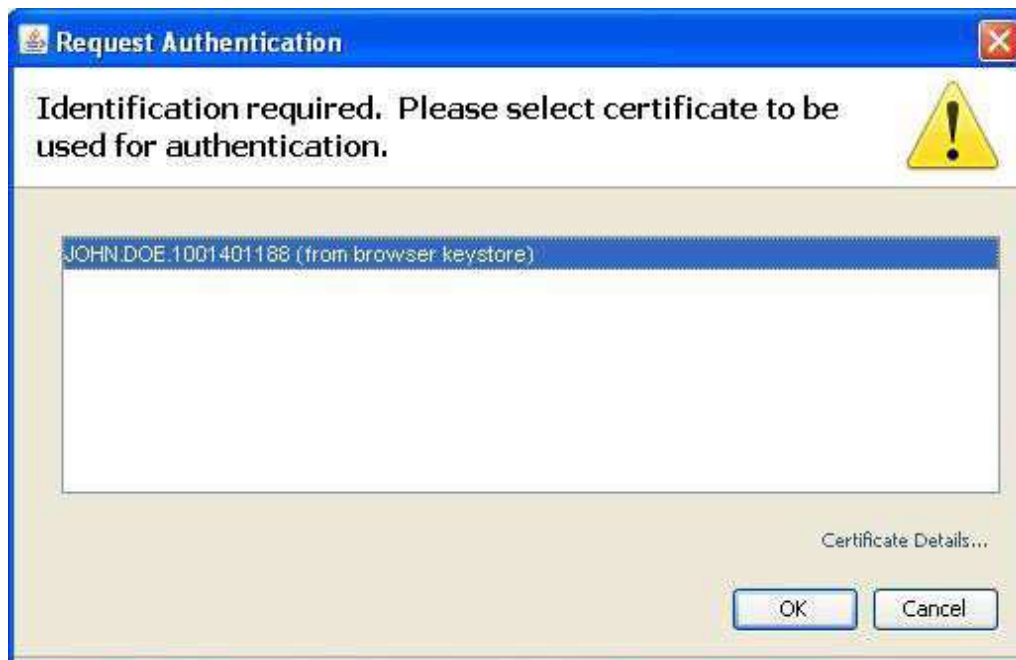 Request Authentication
Identification required. Please select certificate to be
used for authentication.
JOHN.DOE.1001401188 (from browser keystore)
Certificate Details...
OK
Cancel